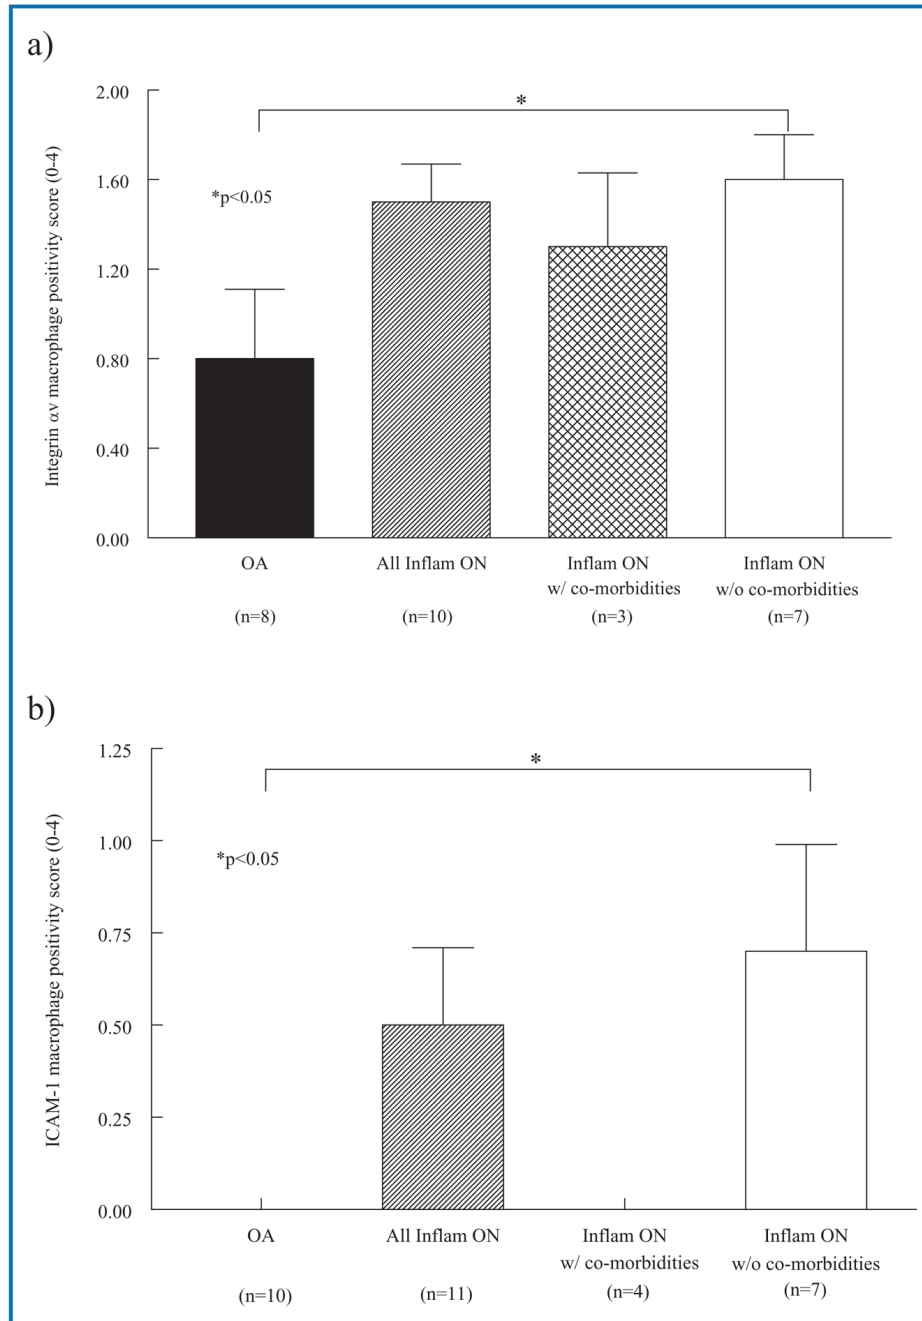 a)
Integrin αv macrophage positivity score (0-4)
2.00
1.60
1.20
0.80
0.40
0.00
*
*p<0.05
OA
All Inflam ON
Inflam ON
w/ co-morbidities
Inflam ON
w/o co-morbidities
(n=8)
(n=10)
(n=3)
(n=7)
b)
ICAM-1 macrophage positivity score (0-4)
1.25
1.00
0.75
0.50
0.25
0.00
*
*p<0.05
OA
All Inflam ON
Inflam ON
w/ co-morbidities
Inflam ON
w/o co-morbidities
(n=10)
(n=11)
(n=4)
(n=7)